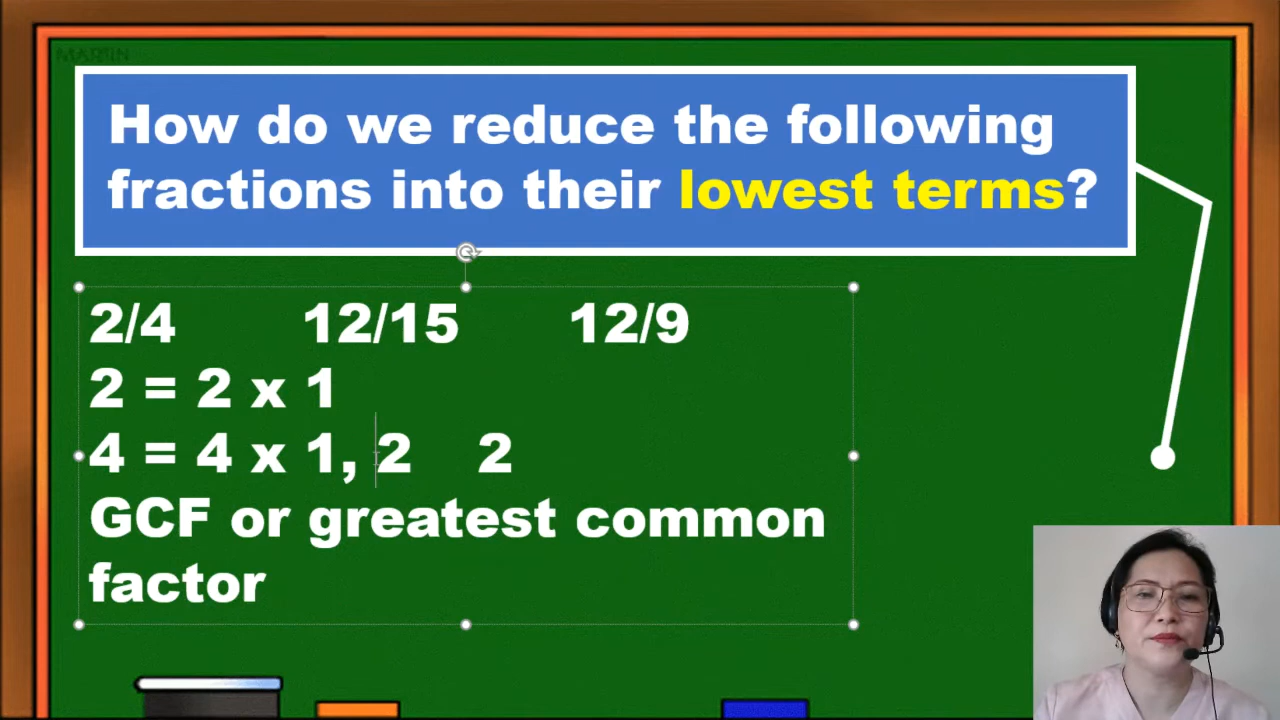 MARTIN
How do we reduce the following
fractions into their lowest terms?
2/4 12/15 12/9
2 = 2 x 1
4 = 4 x 1, 2 2
GCF or greatest common
factor